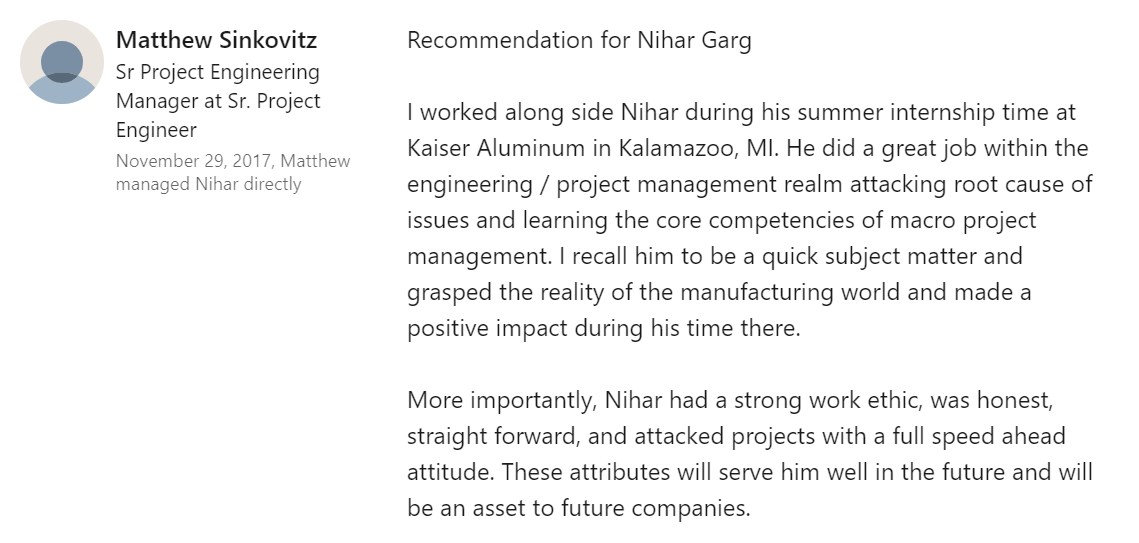 Matthew Sinkovitz
Sr Project Engineering
Manager at Sr. Project
Engineer
November 29, 2017, Matthew
managed Nihar directly
Recommendation for Nihar Garg
I worked along side Nihar during his summer internship time at
Kaiser Aluminum in Kalamazoo, MI. He did a great job within the
engineering / project management realm attacking root cause of
issues and learning the core competencies of macro project
management. I recall him to be a quick subject matter and
grasped the reality of the manufacturing world and made a
positive impact during his time there.
More importantly, Nihar had a strong work ethic, was honest,
straight forward, and attacked projects with a full speed ahead
attitude. These attributes will serve him well in the future and will
be an asset to future companies.